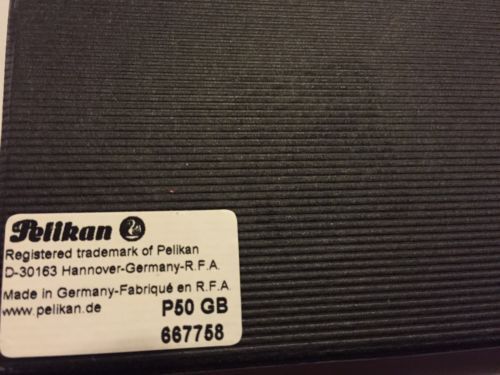 Pelikan
Registered trademark of Pelikan
D-30163 Hannover-Germany-R.F.A.
Made in Germany-Fabriqué en R.F.A
www.pelikan.de P50 GB
667758